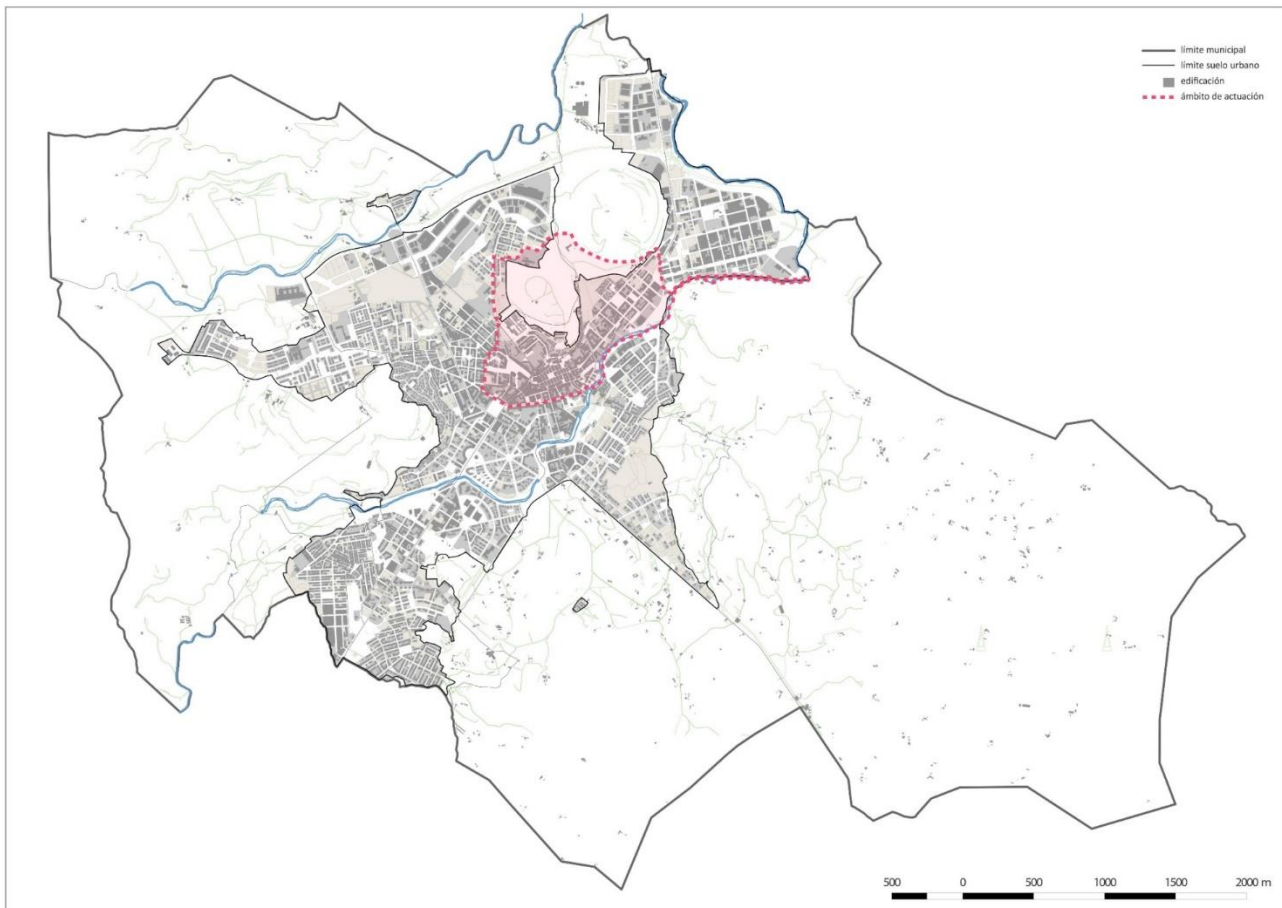 límite municipal
límite suelo urbano
edificación
ámbito de actuación
500 0 500 1000 1500 2000 m